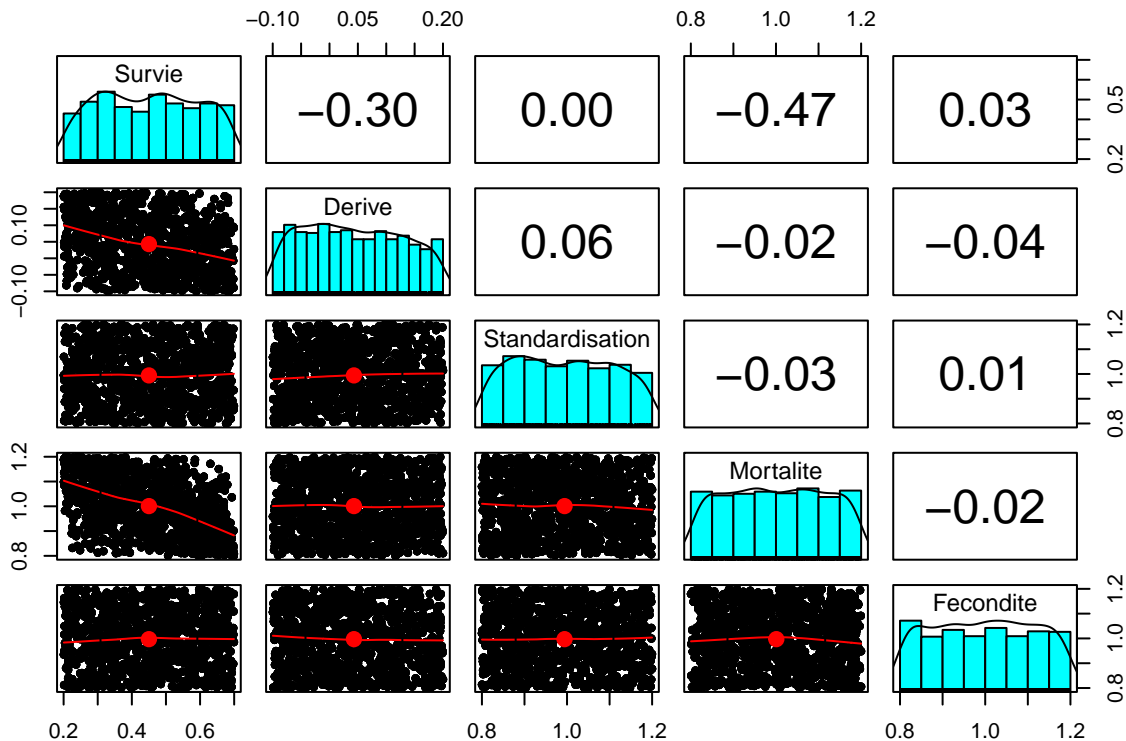 −0.10 0.05 0.20 0.8 1.0 1.2
Survie −0.30 0.00 −0.47 0.03 0.2 0.5
−0.10 0.10 Derive 0.06 −0.02 −0.04
Standardisation −0.03 0.01 0.8 1.0 1.2
0.8 1.0 1.2 Mortalite −0.02
Fecondite 0.8 1.0 1.2
0.2 0.4 0.6 0.8 1.0 1.2 0.8 1.0 1.2